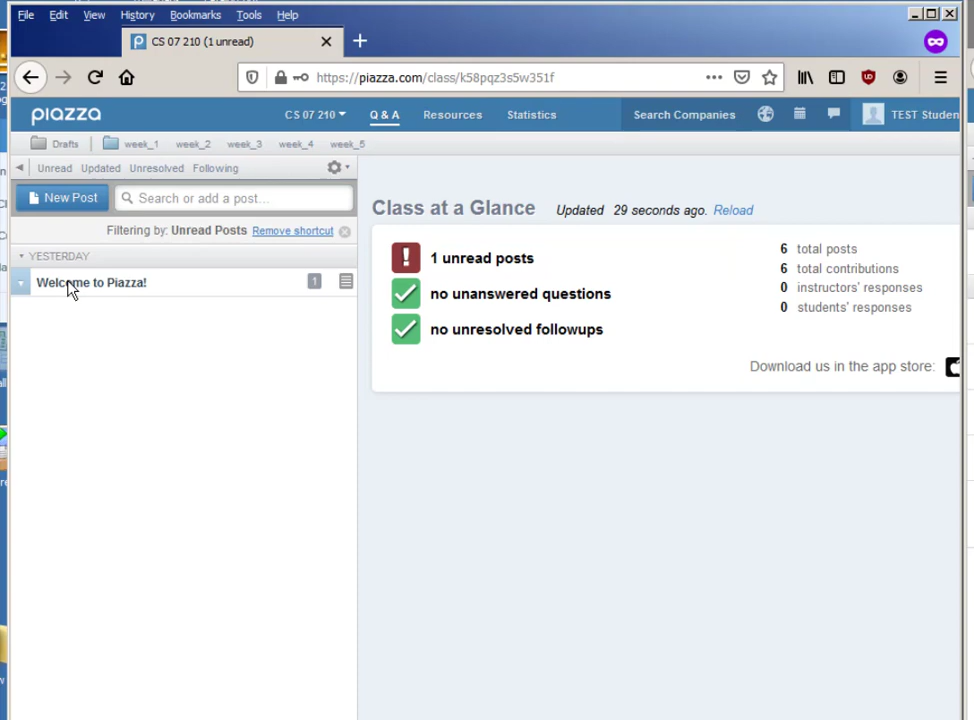 File Edit View History Bookmarks Tools Help
CS 07 210 (1 unread)
https://piazza.com/class/k58pqz3s5w351f
piazza CS 07 210 Q & A Resources Statistics Search Companies TEST Studen
Drafts week_1 week_2 week_3 week_4 week_5
Unread Updated Unresolved Following
New Post Search or add a post…
Filtering by: Unread Posts Remove shortcut
YESTERDAY
Welcome to Piazza! 1
Class at a Glance Updated 29 seconds ago. Reload
1 unread posts
no unanswered questions
no unresolved followups
6 total posts
6 total contributions
0 instructors' responses
0 students' responses
Download us in the app store: